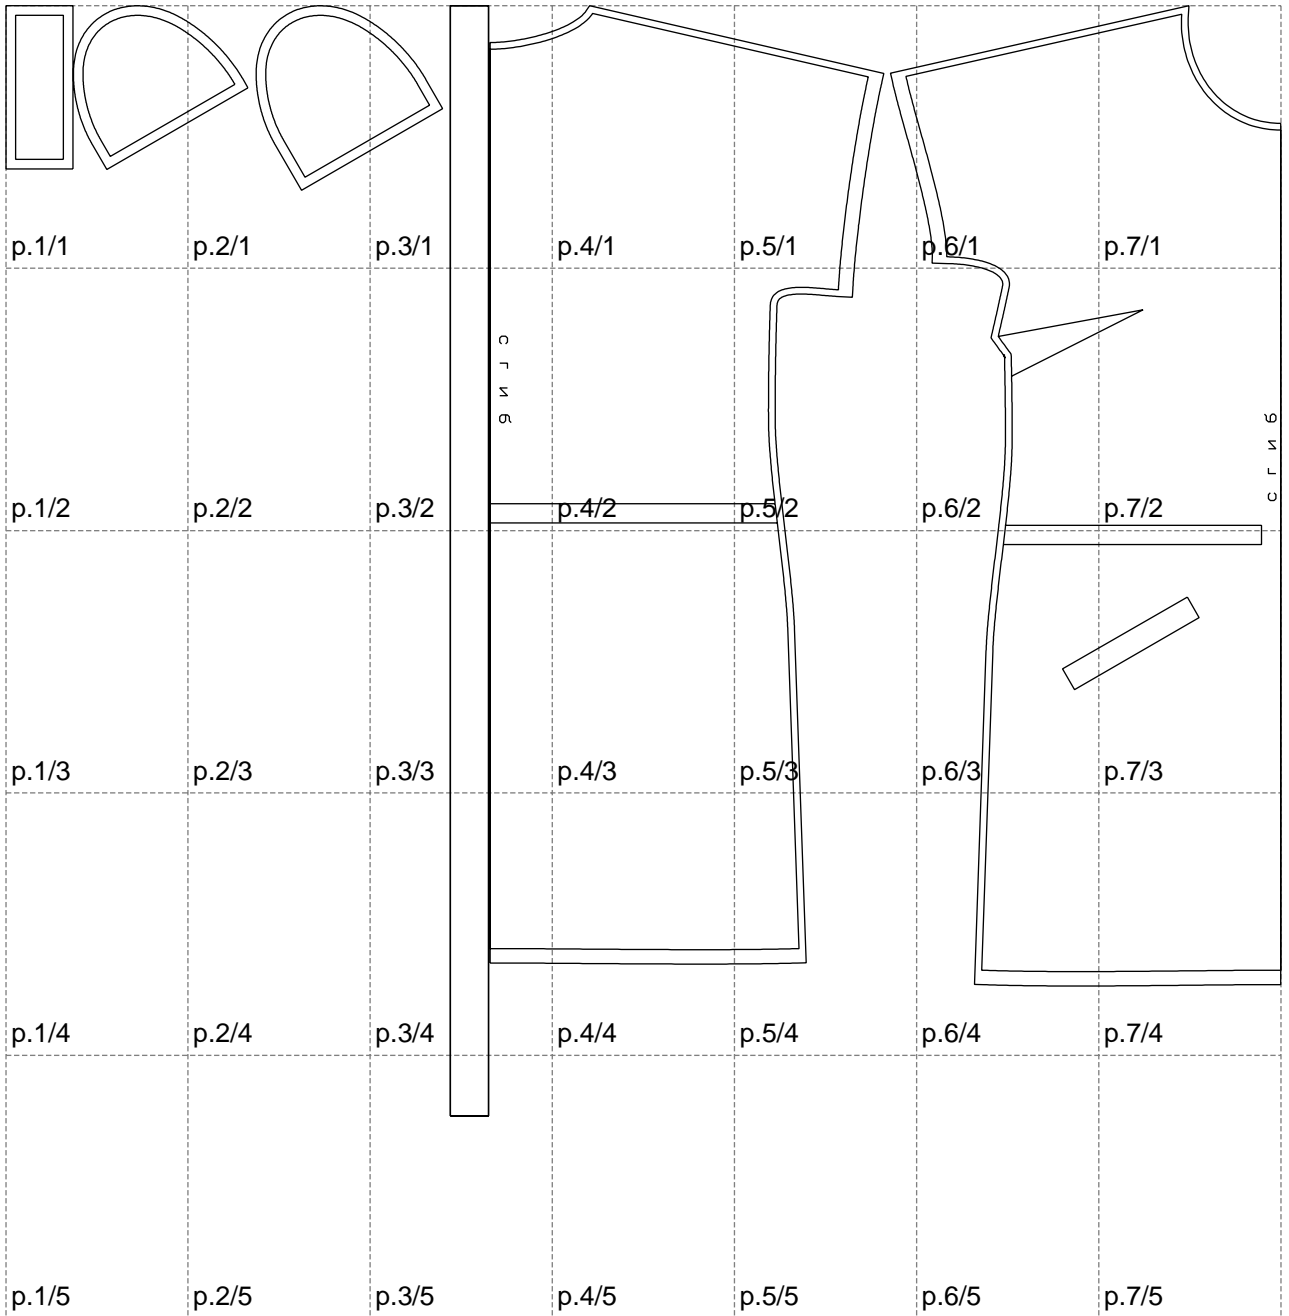 p.1/1 p.2/1 p.3/1 p.4/1 p.5/1 p.6/1 p.7/1
сгиб
сгиб
p.1/2 p.2/2 p.3/2 p.4/2 p.5/2 p.6/2 p.7/2
p.1/3 p.2/3 p.3/3 p.4/3 p.5/3 p.6/3 p.7/3
p.1/4 p.2/4 p.3/4 p.4/4 p.5/4 p.6/4 p.7/4
p.1/5 p.2/5 p.3/5 p.4/5 p.5/5 p.6/5 p.7/5